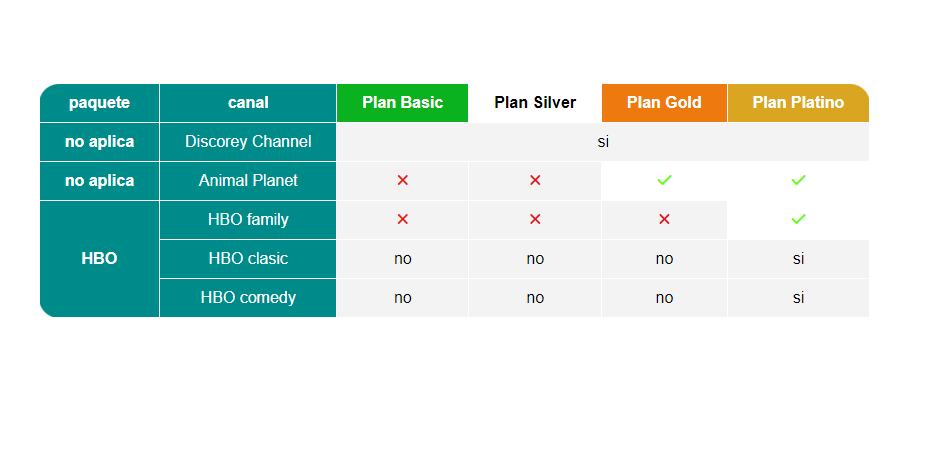 paquete canal Plan Basic Plan Silver Plan Gold Plan Platino
no aplica Discorey Channel si
no aplica Animal Planet ✕ ✕ ✓ ✓
HBO family ✕ ✕ ✕ ✓
HBO HBO clasic no no no si
HBO comedy no no no si